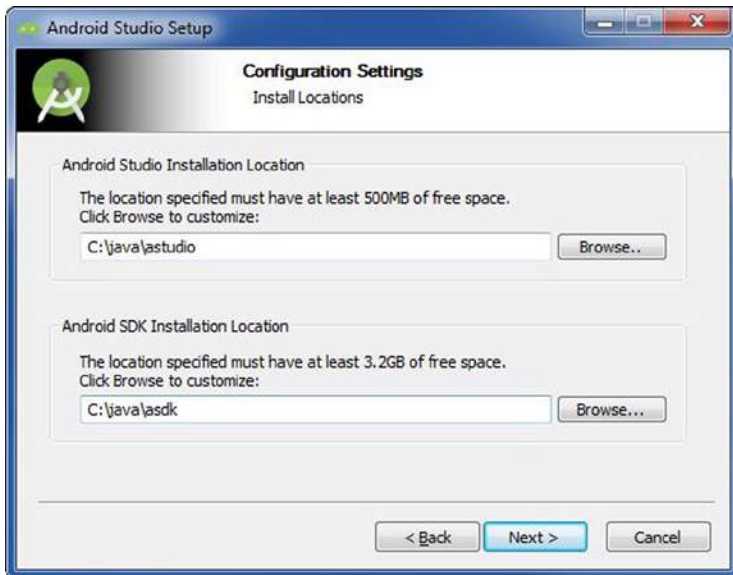 Android Studio Setup
Configuration Settings
Install Locations
Android Studio Installation Location
The location specified must have at least 500MB of free space.
Click Browse to customize:
C:\java\astudio
Browse..
Android SDK Installation Location
The location specified must have at least 3.2GB of free space.
Click Browse to customize:
C:\java\asdk
Browse...
< Back
Next >
Cancel